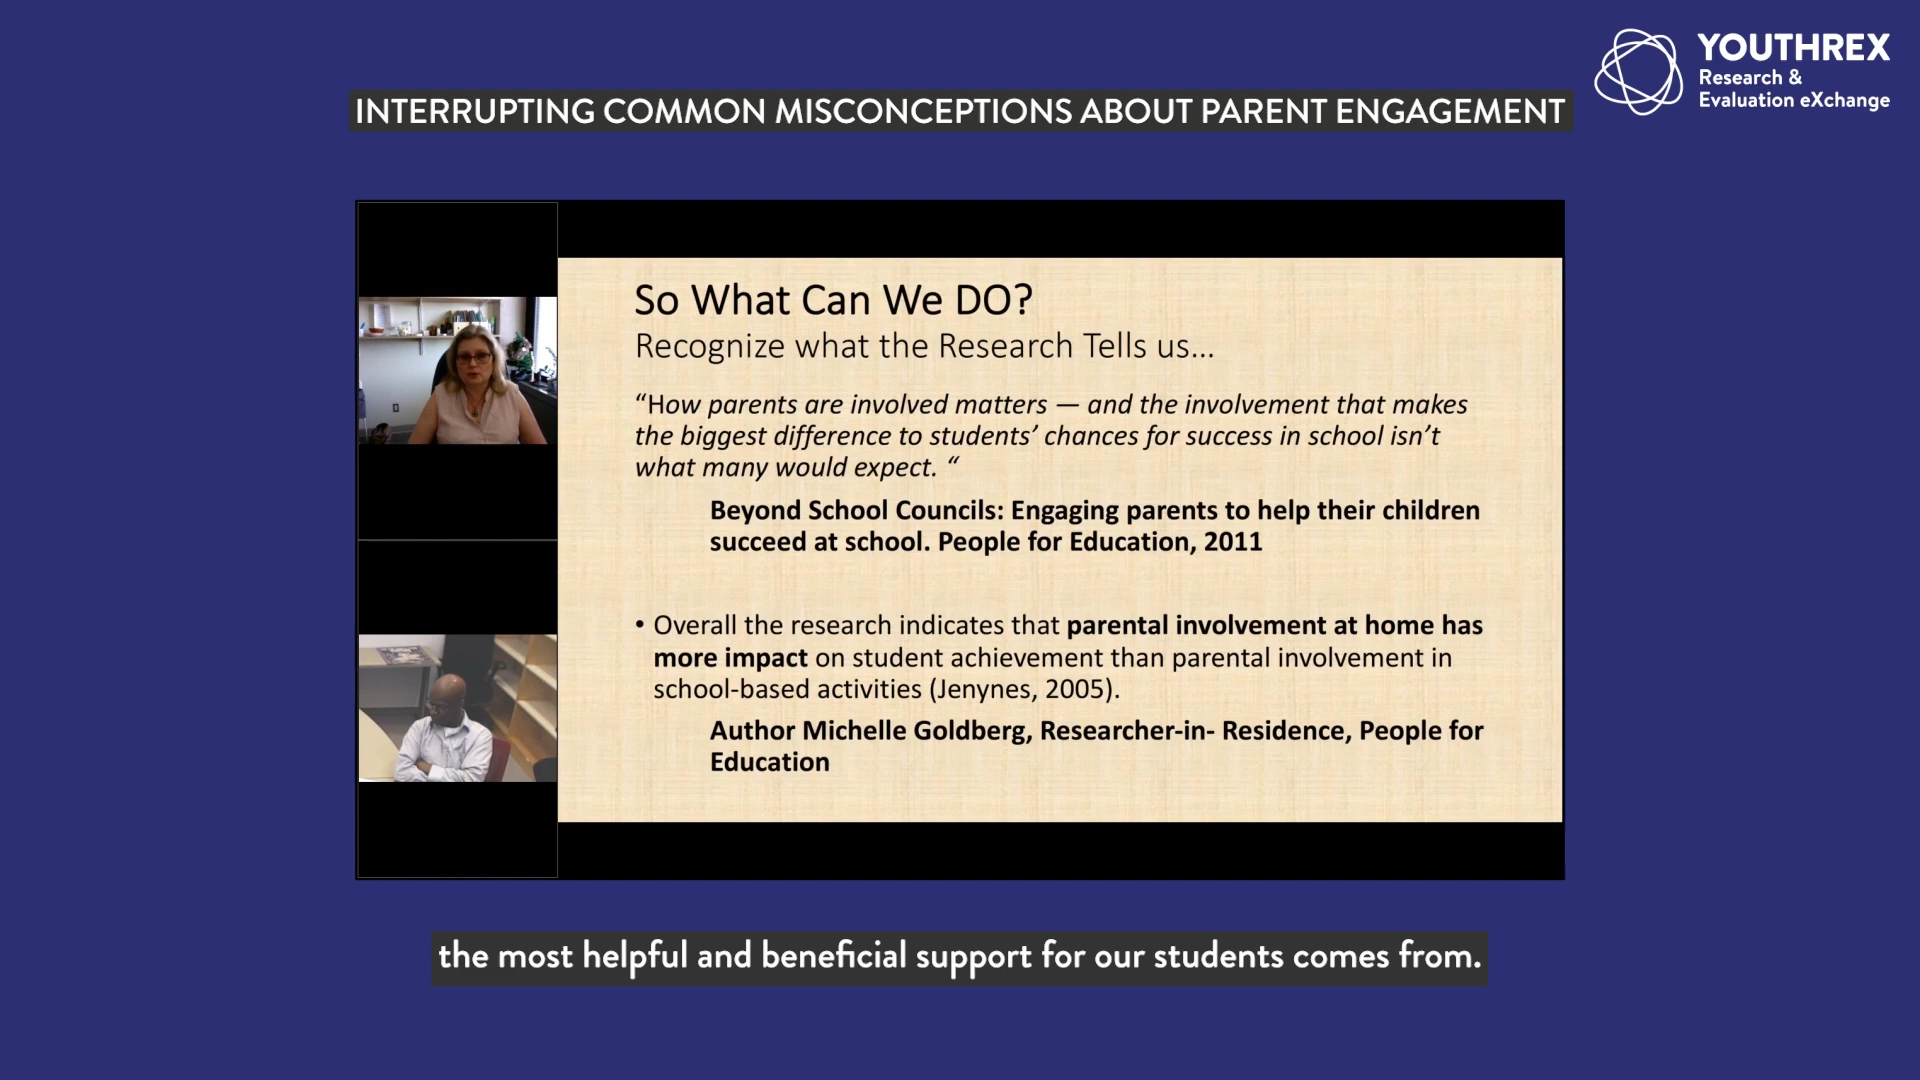 YOUTHREX
Research &
Evaluation eXchange
INTERRUPTING COMMON MISCONCEPTIONS ABOUT PARENT ENGAGEMENT
So What Can We DO?
Recognize what the Research Tells us...
“How parents are involved matters — and the involvement that makes
the biggest difference to students’ chances for success in school isn’t
what many would expect. “
Beyond School Councils: Engaging parents to help their children
succeed at school. People for Education, 2011
• Overall the research indicates that parental involvement at home has
more impact on student achievement than parental involvement in
school-based activities (Jenynes, 2005).
Author Michelle Goldberg, Researcher-in- Residence, People for
Education
the most helpful and beneficial support for our students comes from.